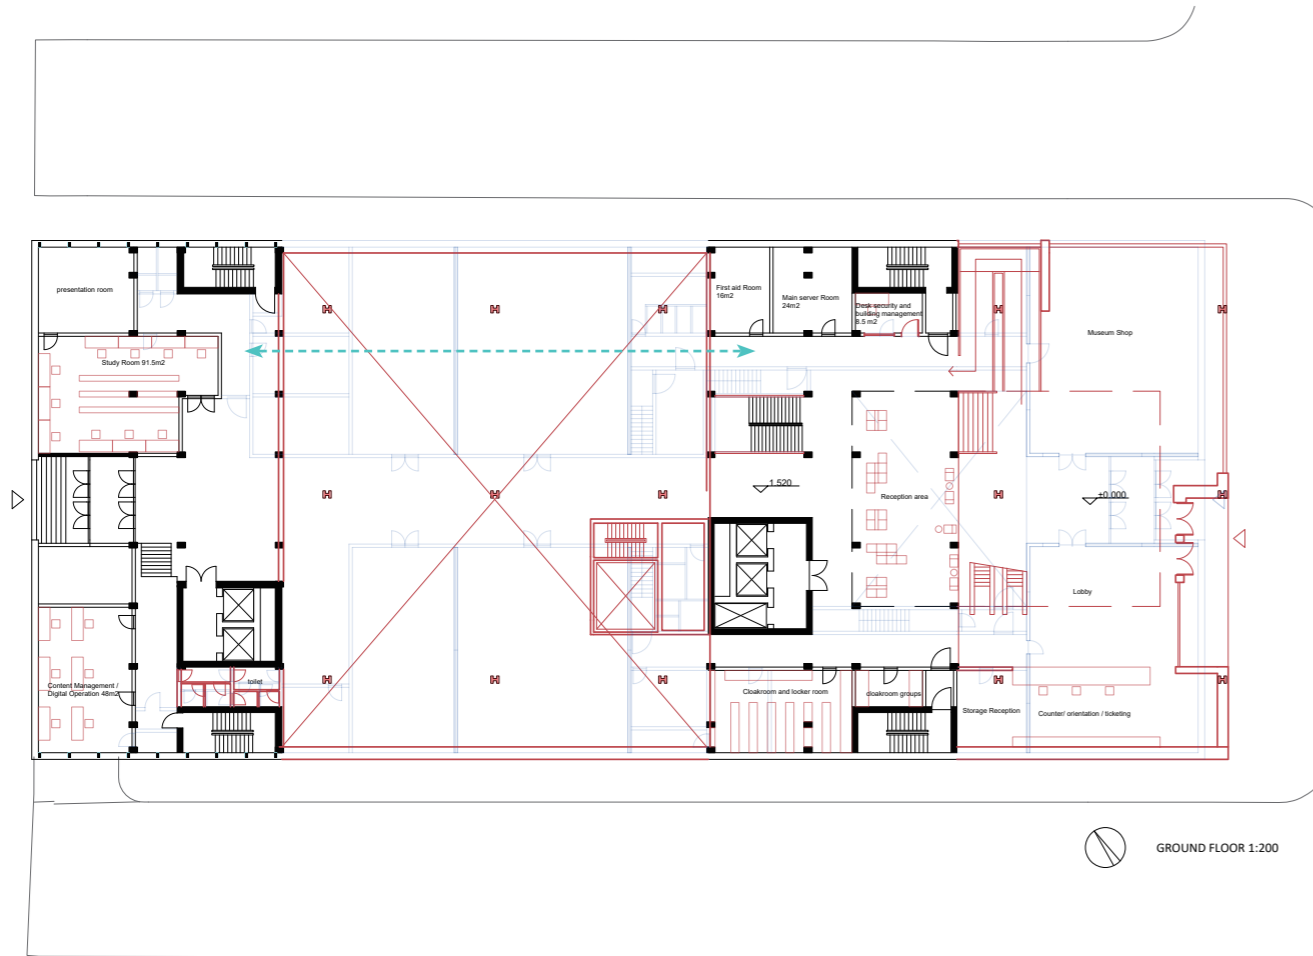 presentation room
First aid Room
16m2
Main server Room
24m2
Desk security and
building management
8.5 m2
Museum Shop
Study Room 91.5m2
1.520
Reception area
±0.000
Lobby
Content Management /
Digital Operation 48m2
toilet
Cloakroom and locker room
cloakroom groups
Storage Reception
Counter/ orientation / ticketing
GROUND FLOOR 1:200